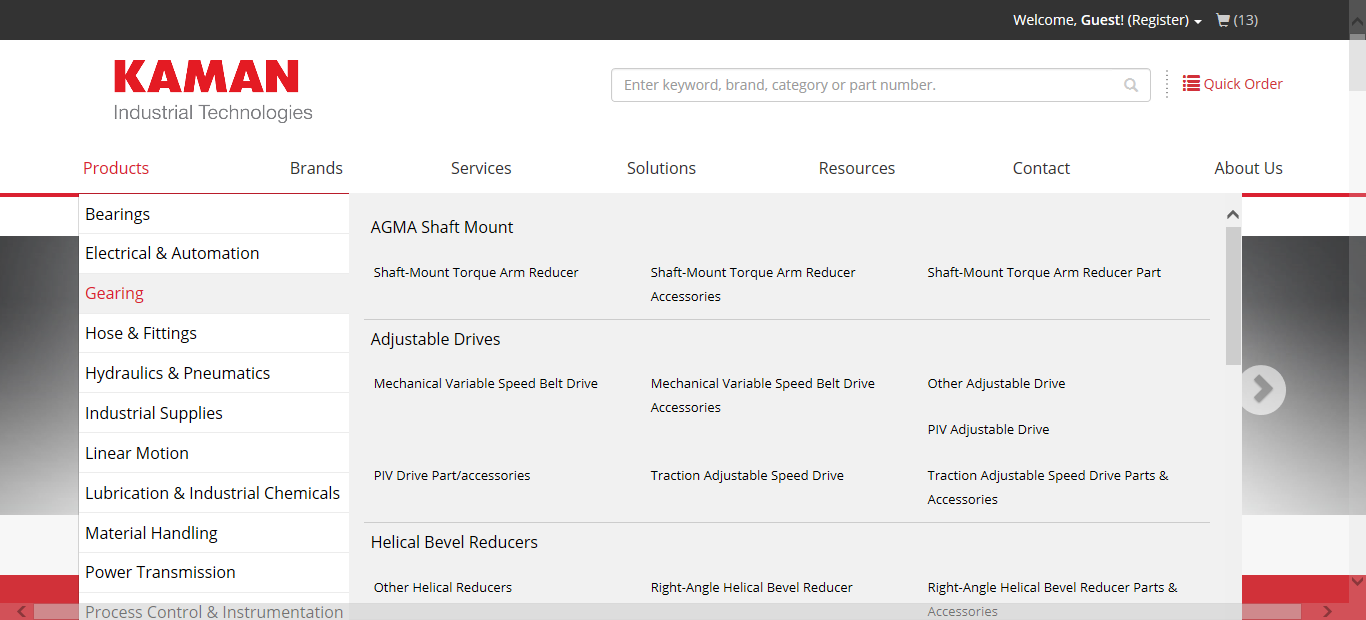 Welcome, Guest! (Register) (13)
KAMAN
Industrial Technologies
Enter keyword, brand, category or part number.
Quick Order
Products Brands Services Solutions Resources Contact About Us
Bearings
Electrical & Automation
Gearing
Hose & Fittings
Hydraulics & Pneumatics
Industrial Supplies
Linear Motion
Lubrication & Industrial Chemicals
Material Handling
Power Transmission
Process Control & Instrumentation
AGMA Shaft Mount
Shaft-Mount Torque Arm Reducer
Shaft-Mount Torque Arm Reducer
Accessories
Shaft-Mount Torque Arm Reducer Part
Adjustable Drives
Mechanical Variable Speed Belt Drive
Mechanical Variable Speed Belt Drive
Accessories
Other Adjustable Drive
PIV Adjustable Drive
PIV Drive Part/accessories
Traction Adjustable Speed Drive
Traction Adjustable Speed Drive Parts &
Accessories
Helical Bevel Reducers
Other Helical Reducers
Right-Angle Helical Bevel Reducer
Right-Angle Helical Bevel Reducer Parts &
Accessories